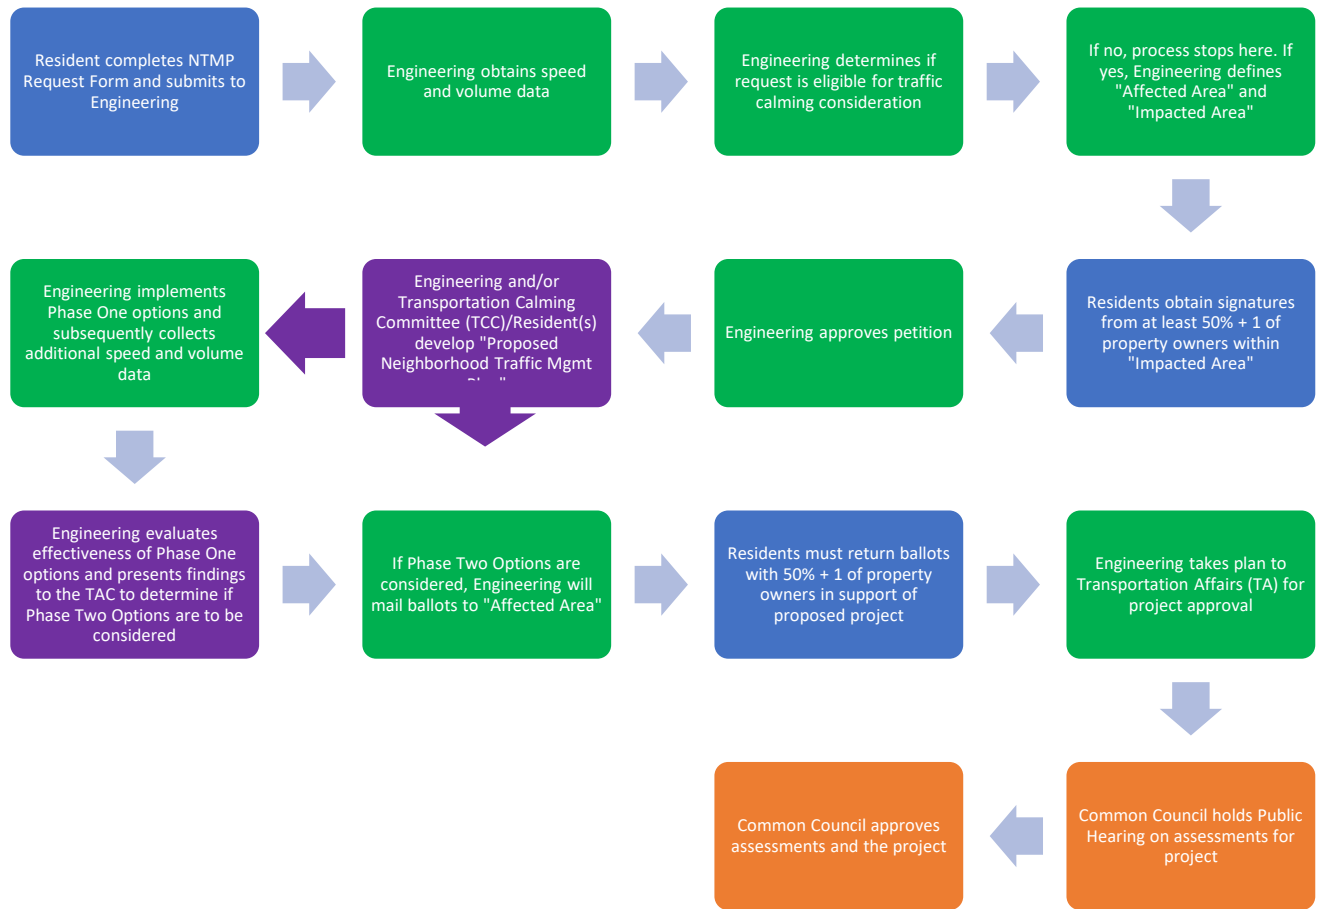 Resident completes NTMP
Request Form and submits to
Engineering
Engineering obtains speed
and volume data
Engineering determines if
request is eligible for traffic
calming consideration
If no, process stops here. If
yes, Engineering defines
"Affected Area" and
"Impacted Area"
Residents obtain signatures
from at least 50% + 1 of
property owners within
"Impacted Area"
Engineering approves petition
Engineering and/or
Transportation Calming
Committee (TCC)/Resident(s)
develop "Proposed
Neighborhood Traffic Mgmt
Engineering implements
Phase One options and
subsequently collects
additional speed and volume
data
Engineering evaluates
effectiveness of Phase One
options and presents findings
to the TAC to determine if
Phase Two Options are to be
considered
If Phase Two Options are
considered, Engineering will
mail ballots to "Affected Area"
Residents must return ballots
with 50% + 1 of property
owners in support of
proposed project
Engineering takes plan to
Transportation Affairs (TA) for
project approval
Common Council holds Public
Hearing on assessments for
project
Common Council approves
assessments and the project